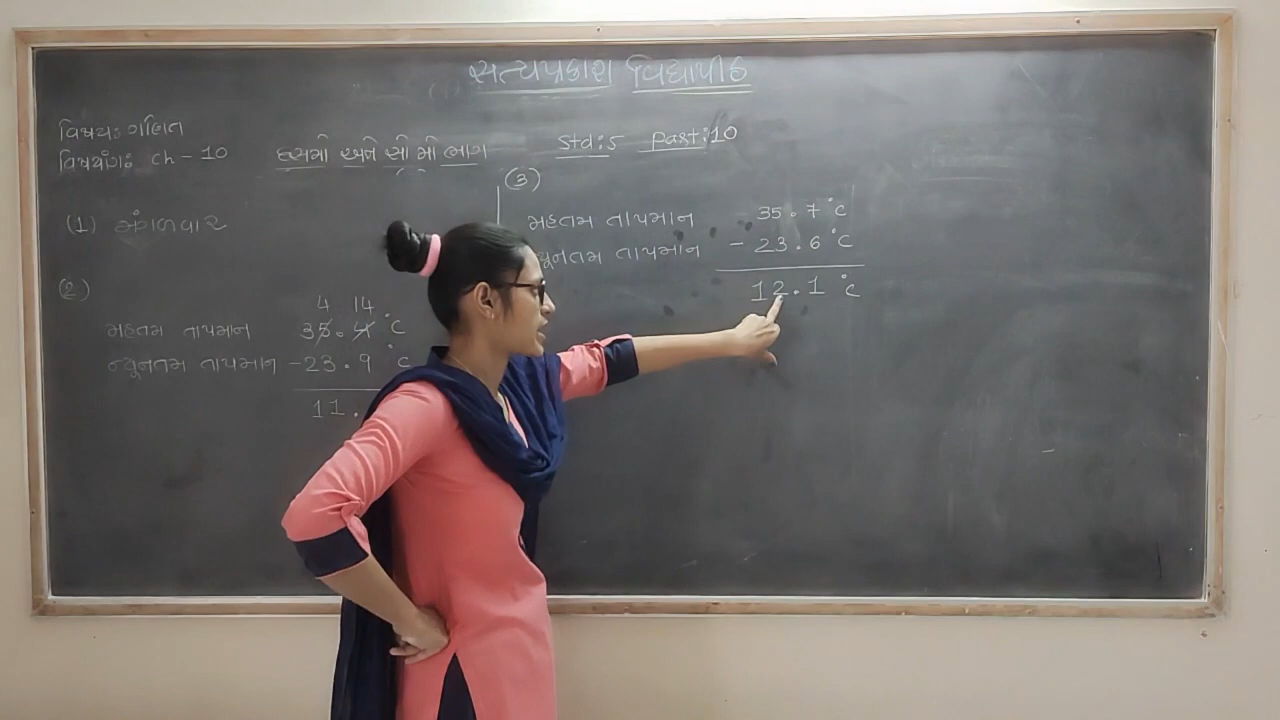 સત્યપ્રકાશ વિદ્યાપીઠ
વિષય: ગણિત
વિષયાંગ: Ch - 10
દસમાં અને સો માં ભાગ
Std: 5 Part: 10
(1) મંગળવાર
(2)
4 14
મહતમ તાપમાન 35.4 °C
ન્યૂનતમ તાપમાન - 23.9 °C
11.
(3)
મહતમ તાપમાન 35.7 °C
ન્યૂનતમ તાપમાન - 23.6 °C
12.1 °C